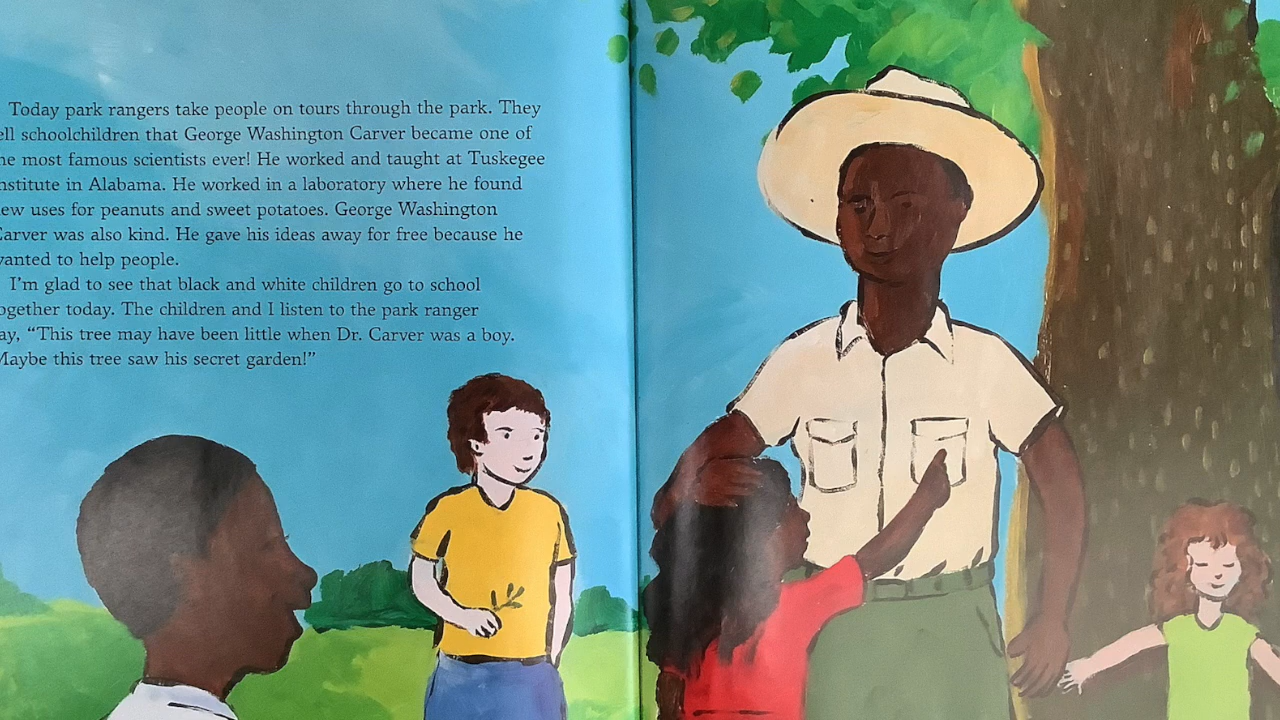 Today park rangers take people on tours through the park. They
ell schoolchildren that George Washington Carver became one of
he most famous scientists ever! He worked and taught at Tuskegee
nstitute in Alabama. He worked in a laboratory where he found
ew uses for peanuts and sweet potatoes. George Washington
Carver was also kind. He gave his ideas away for free because he
wanted to help people.
I'm glad to see that black and white children go to school
ogether today. The children and I listen to the park ranger
ay, “This tree may have been little when Dr. Carver was a boy.
Maybe this tree saw his secret garden!”